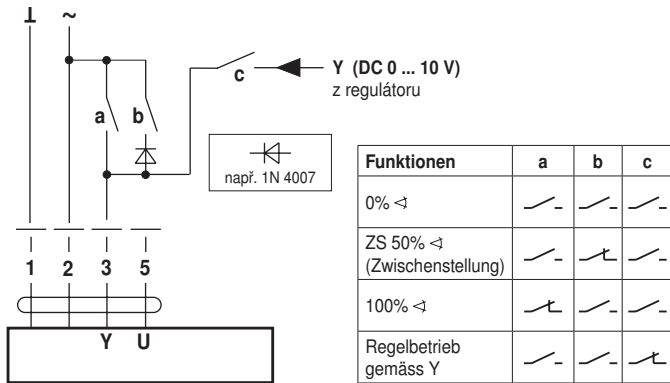 ⊥ ~
a b c
Y (DC 0 ... 10 V)
z regulátoru
např. 1N 4007
1 2 3 5
Y U
Funktionen a b c
0% ∢
ZS 50% ∢
(Zwischenstellung)
100% ∢
Regelbetrieb
gemäss Y